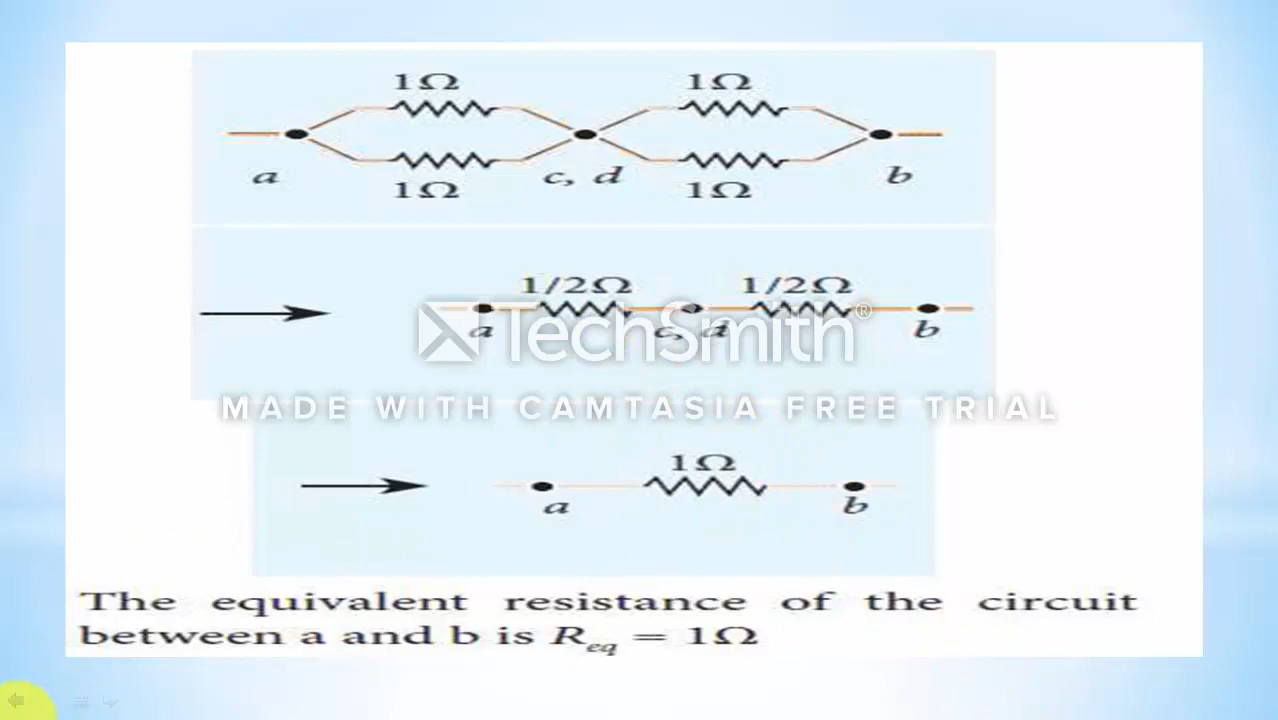 1Ω 1Ω
a c, d b
1Ω 1Ω
1/2Ω 1/2Ω
a c, d b
TechSmith®
MADE WITH CAMTASIA FREE TRIAL
1Ω
a b
The equivalent resistance of the circuit
between a and b is Req = 1Ω